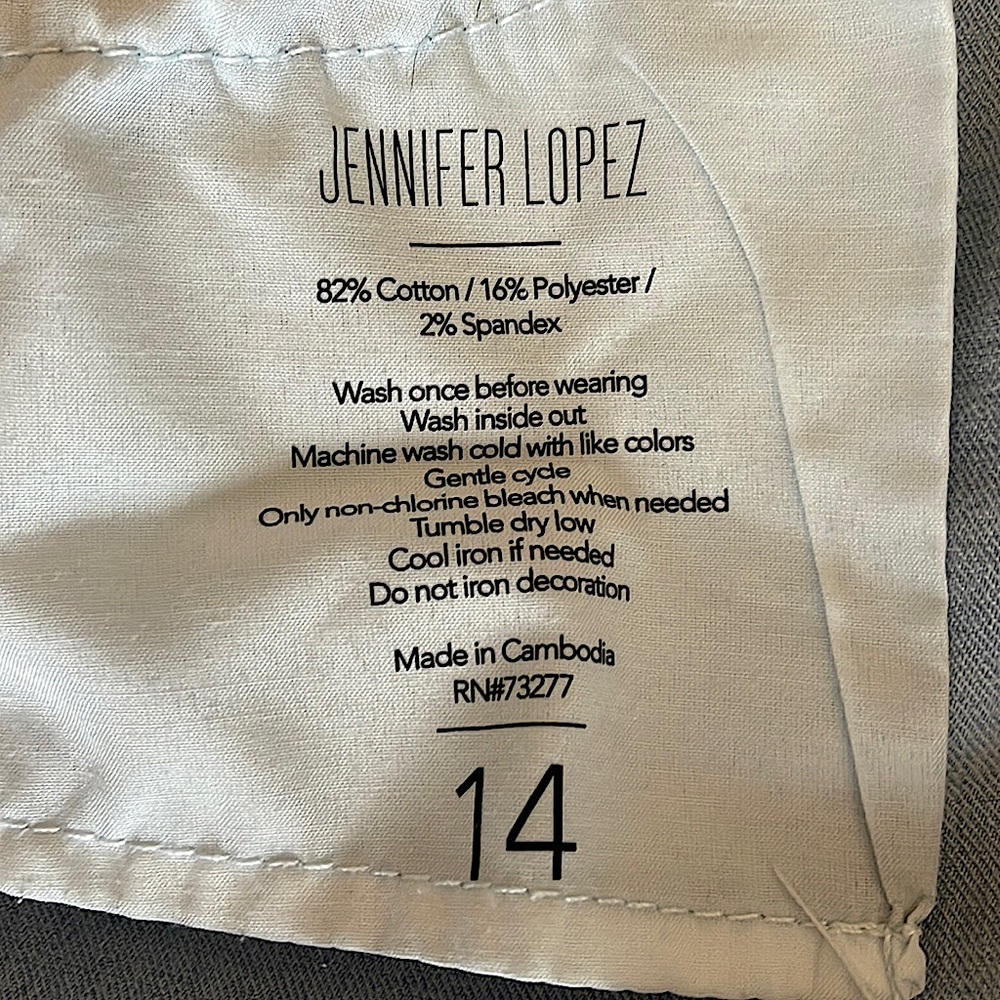 JENNIFER LOPEZ
82% Cotton / 16% Polyester /
2% Spandex
Wash once before wearing
Wash inside out
Machine wash cold with like colors
Gentle cycle
Only non-chlorine bleach when needed
Tumble dry low
Cool iron if needed
Do not iron decoration
Made in Cambodia
RN#73277
14